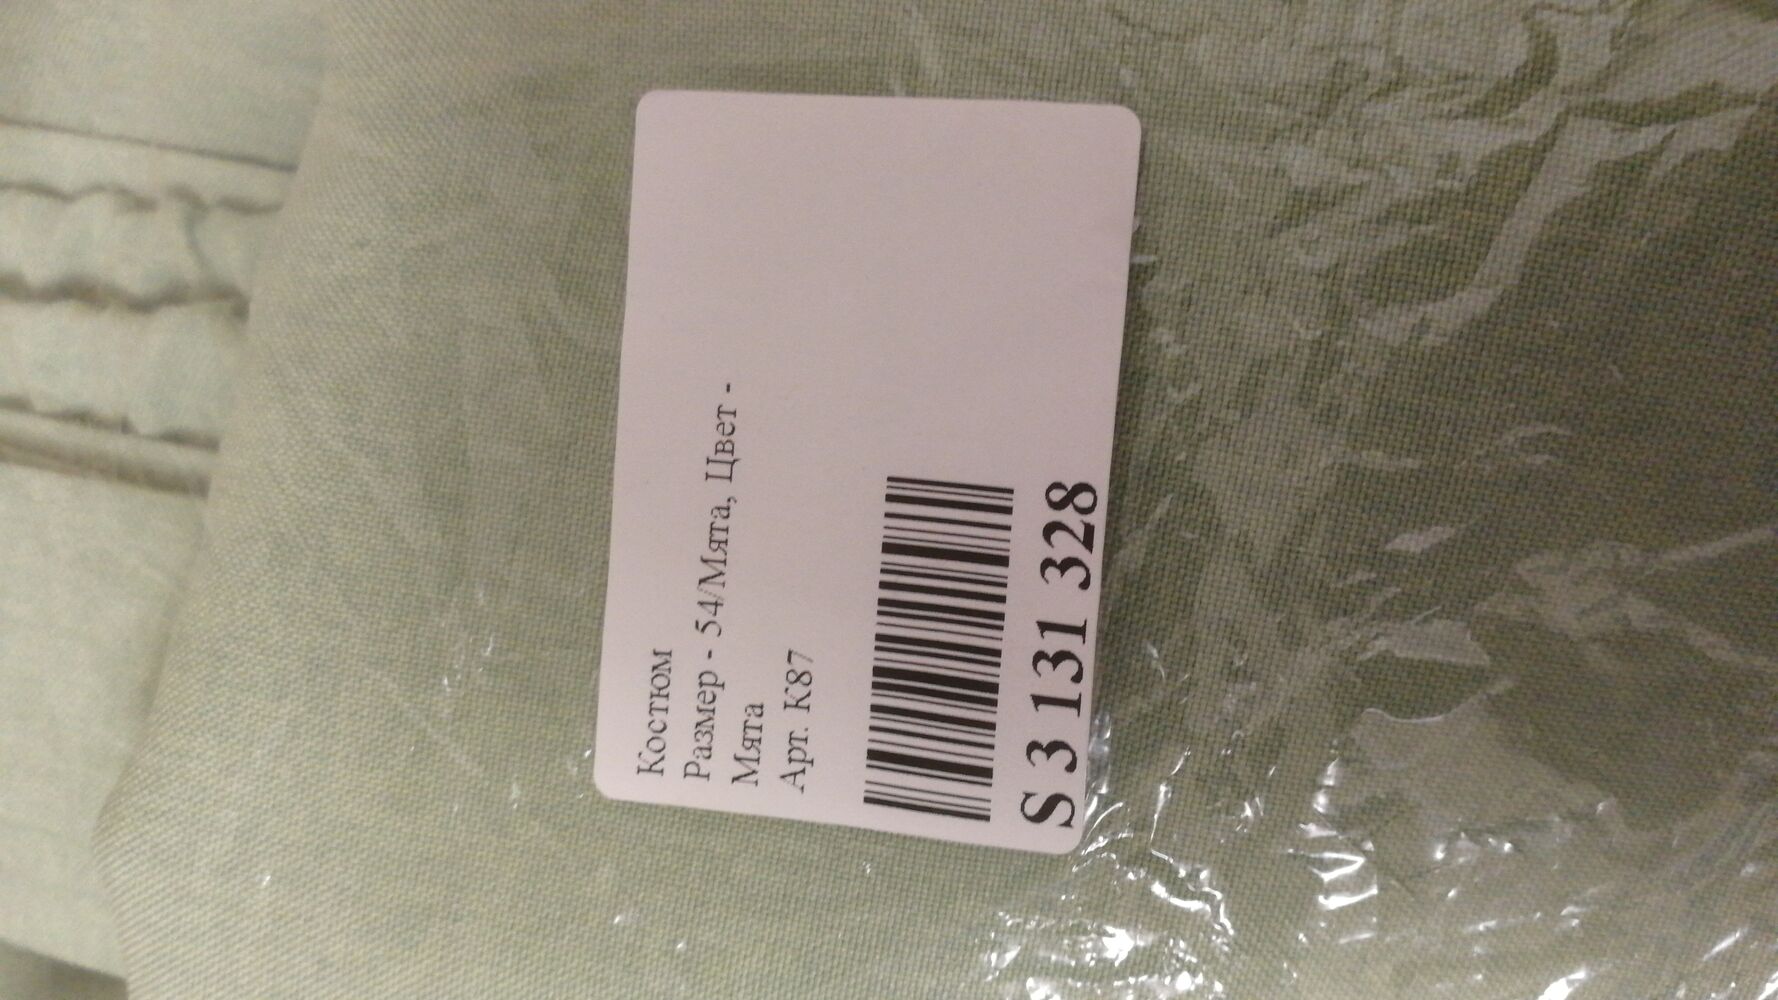 Костюм
Размер - 54/Мята, Цвет -
Мята
Арт. К87
S 3 131 328